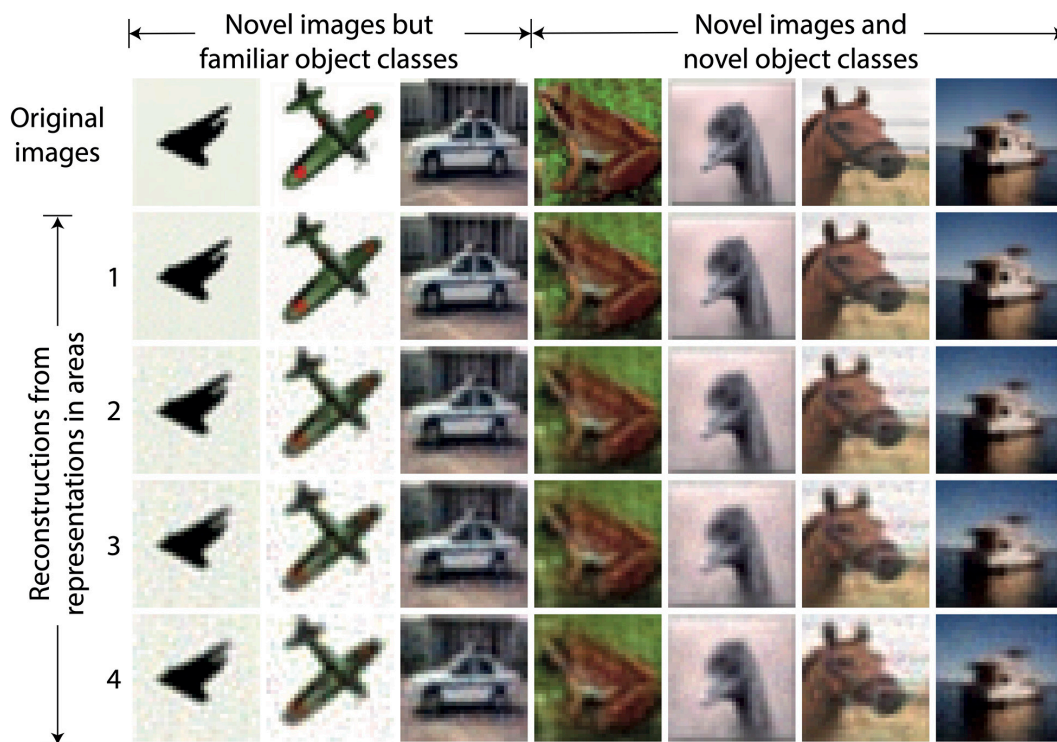 Novel images but
familiar object classes
Novel images and
novel object classes
Original
images
Reconstructions from
representations in areas
1
2
3
4